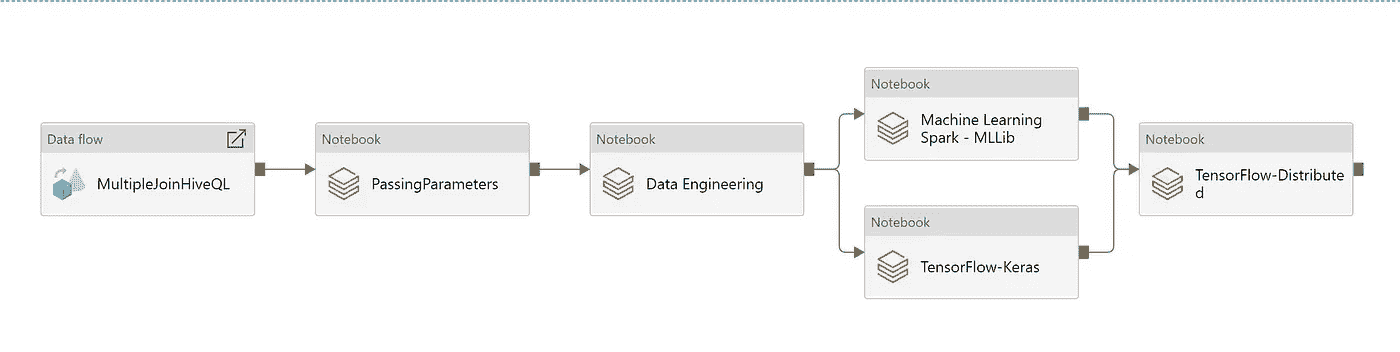 Data flow
MultipleJoinHiveQL
Notebook
PassingParameters
Notebook
Data Engineering
Notebook
Machine Learning
Spark - MLLib
Notebook
TensorFlow-Keras
Notebook
TensorFlow-Distribute
d